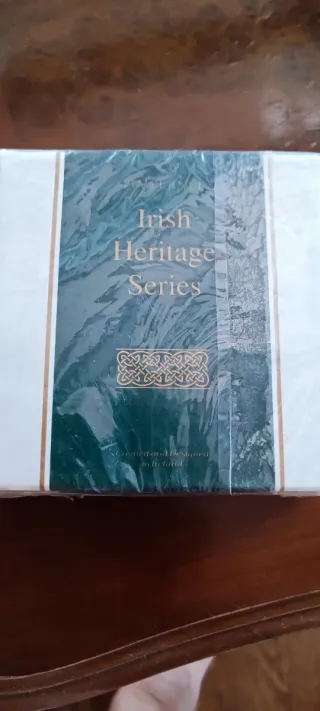 Irish
Heritage
Series
Created and Designed
in Ireland